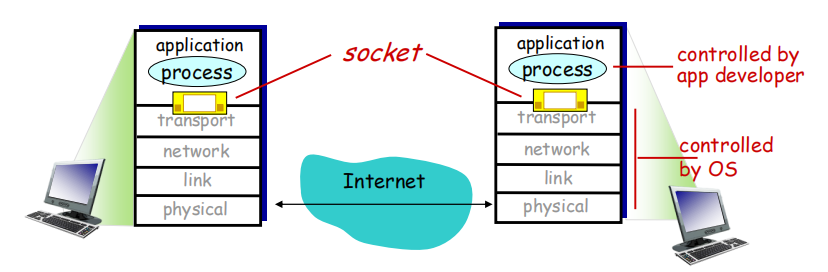 application
process
transport
network
link
physical
socket
Internet
application
process
transport
network
link
physical
controlled by
app developer
controlled
by OS